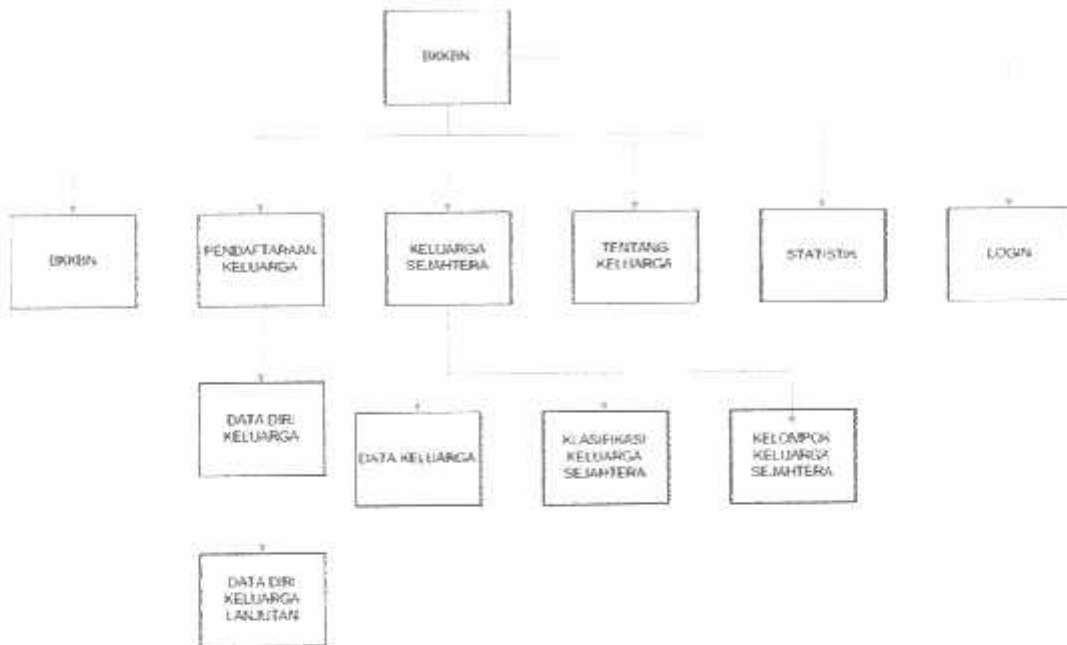 BKKBN
BKKBN
PENDAFTARAAN
KELUARGA
KELUARGA
SEJAHTERA
TENTANG
KELUARGA
STATISTIK
LOGIN
DATA DIRI
KELUARGA
DATA KELUARGA
KLASIFIKASI
KELUARGA
SEJAHTERA
KELOMPOK
KELUARGA
SEJAHTERA
DATA DIRI
KELUARGA
LANJUTAN